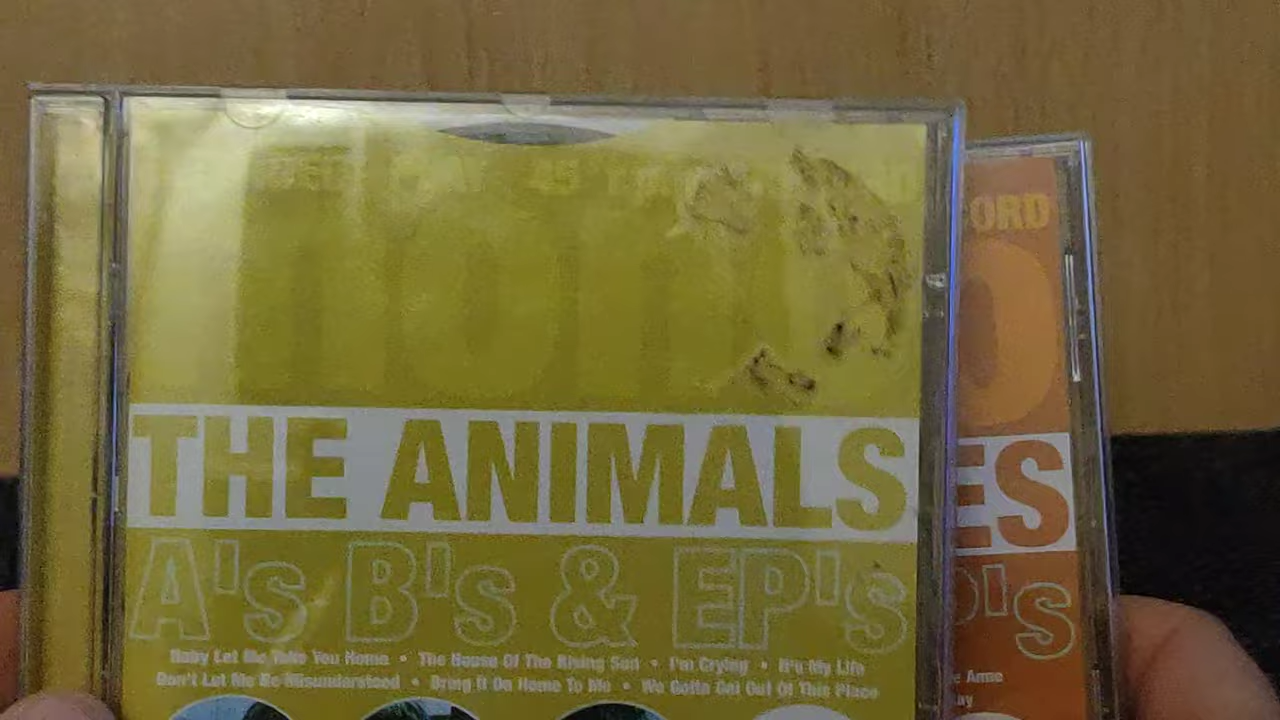 THE ANIMALS
A's B's & EP's
Baby Let Me Take You Home • The House Of The Rising Sun • I'm Crying • It's My Life
Don't Let Me Be Misunderstood • Bring It On Home To Me • We Gotta Get Out Of This Place
ORD
O
ES
P's
e Anne
ay